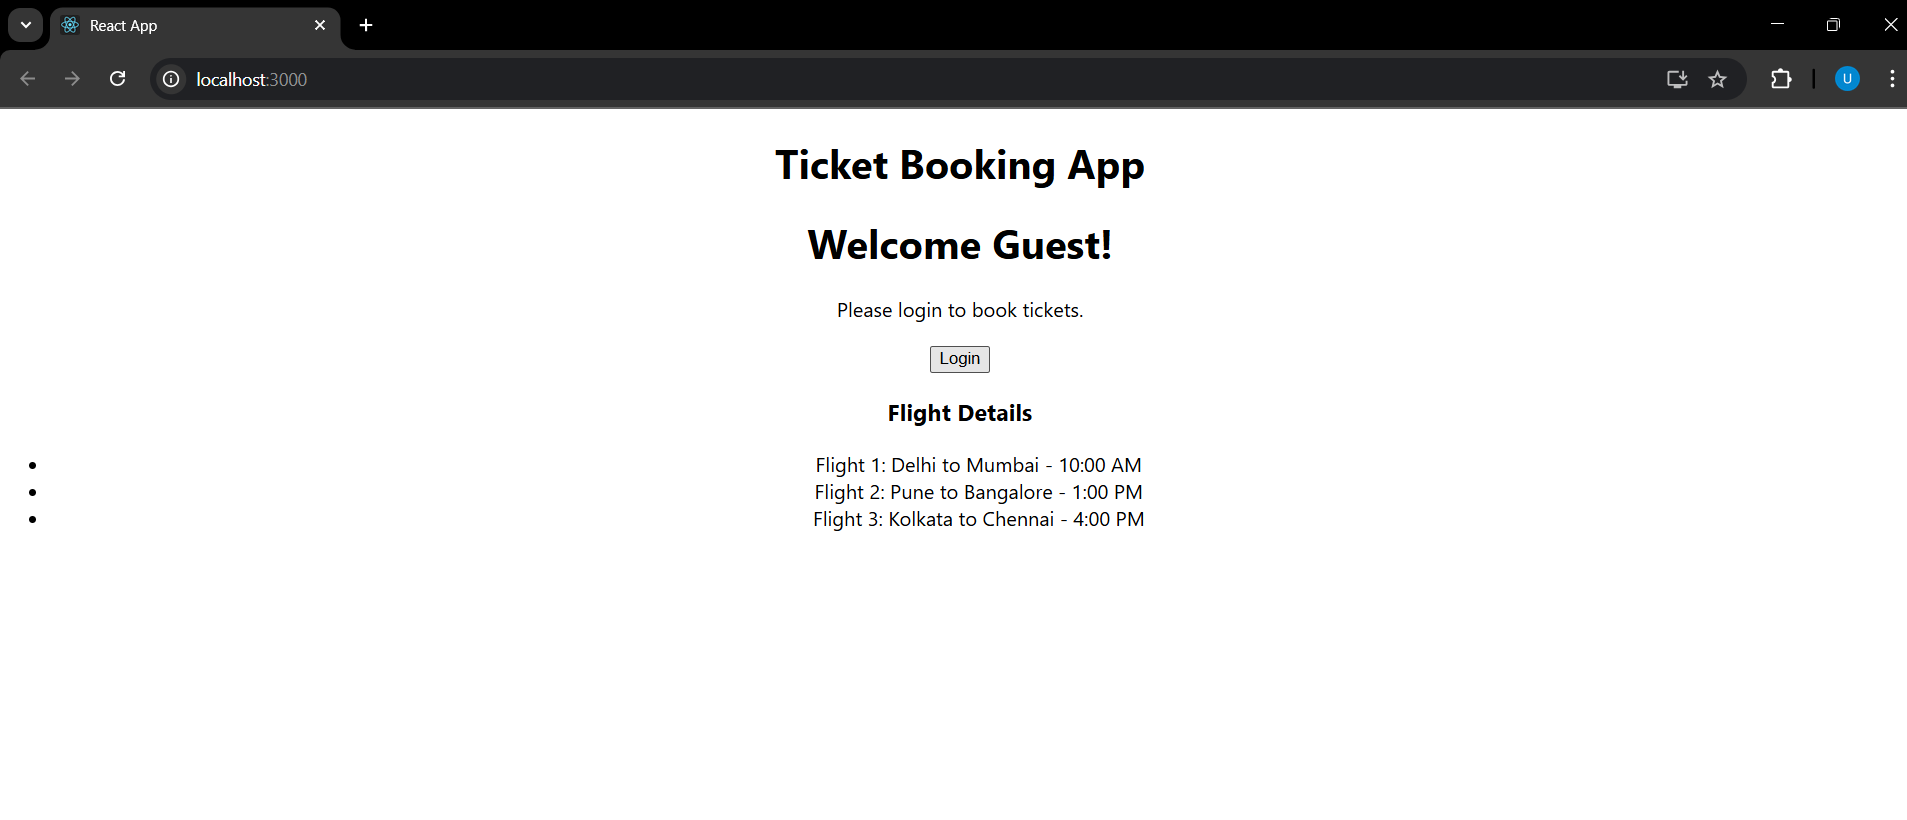 React App
localhost:3000
U
Ticket Booking App
Welcome Guest!
Please login to book tickets.
Login
Flight Details
Flight 1: Delhi to Mumbai - 10:00 AM
Flight 2: Pune to Bangalore - 1:00 PM
Flight 3: Kolkata to Chennai - 4:00 PM